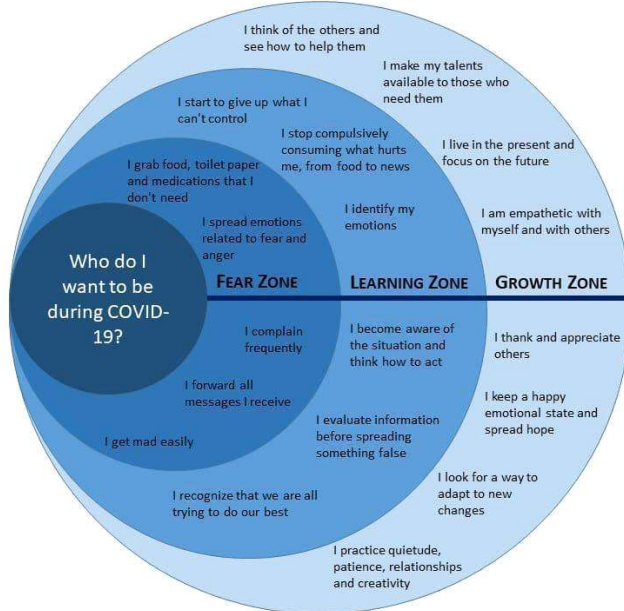 I think of the others and
see how to help them
I make my talents
available to those who
need them
I start to give up what I
can't control
I stop compulsively
consuming what hurts
me, from food to news
I live in the present and
focus on the future
I grab food, toilet paper
and medications that I
don't need
I identify my
emotions
I am empathetic with
myself and with others
I spread emotions
related to fear and
anger
Who do I
want to be
during COVID-
19?
FEAR ZONE
LEARNING ZONE
GROWTH ZONE
I complain
frequently
I become aware of
the situation and
think how to act
I thank and appreciate
others
I forward all
messages I receive
I keep a happy
emotional state and
spread hope
I get mad easily
I evaluate information
before spreading
something false
I look for a way to
adapt to new
changes
I recognize that we are all
trying to do our best
I practice quietude,
patience, relationships
and creativity